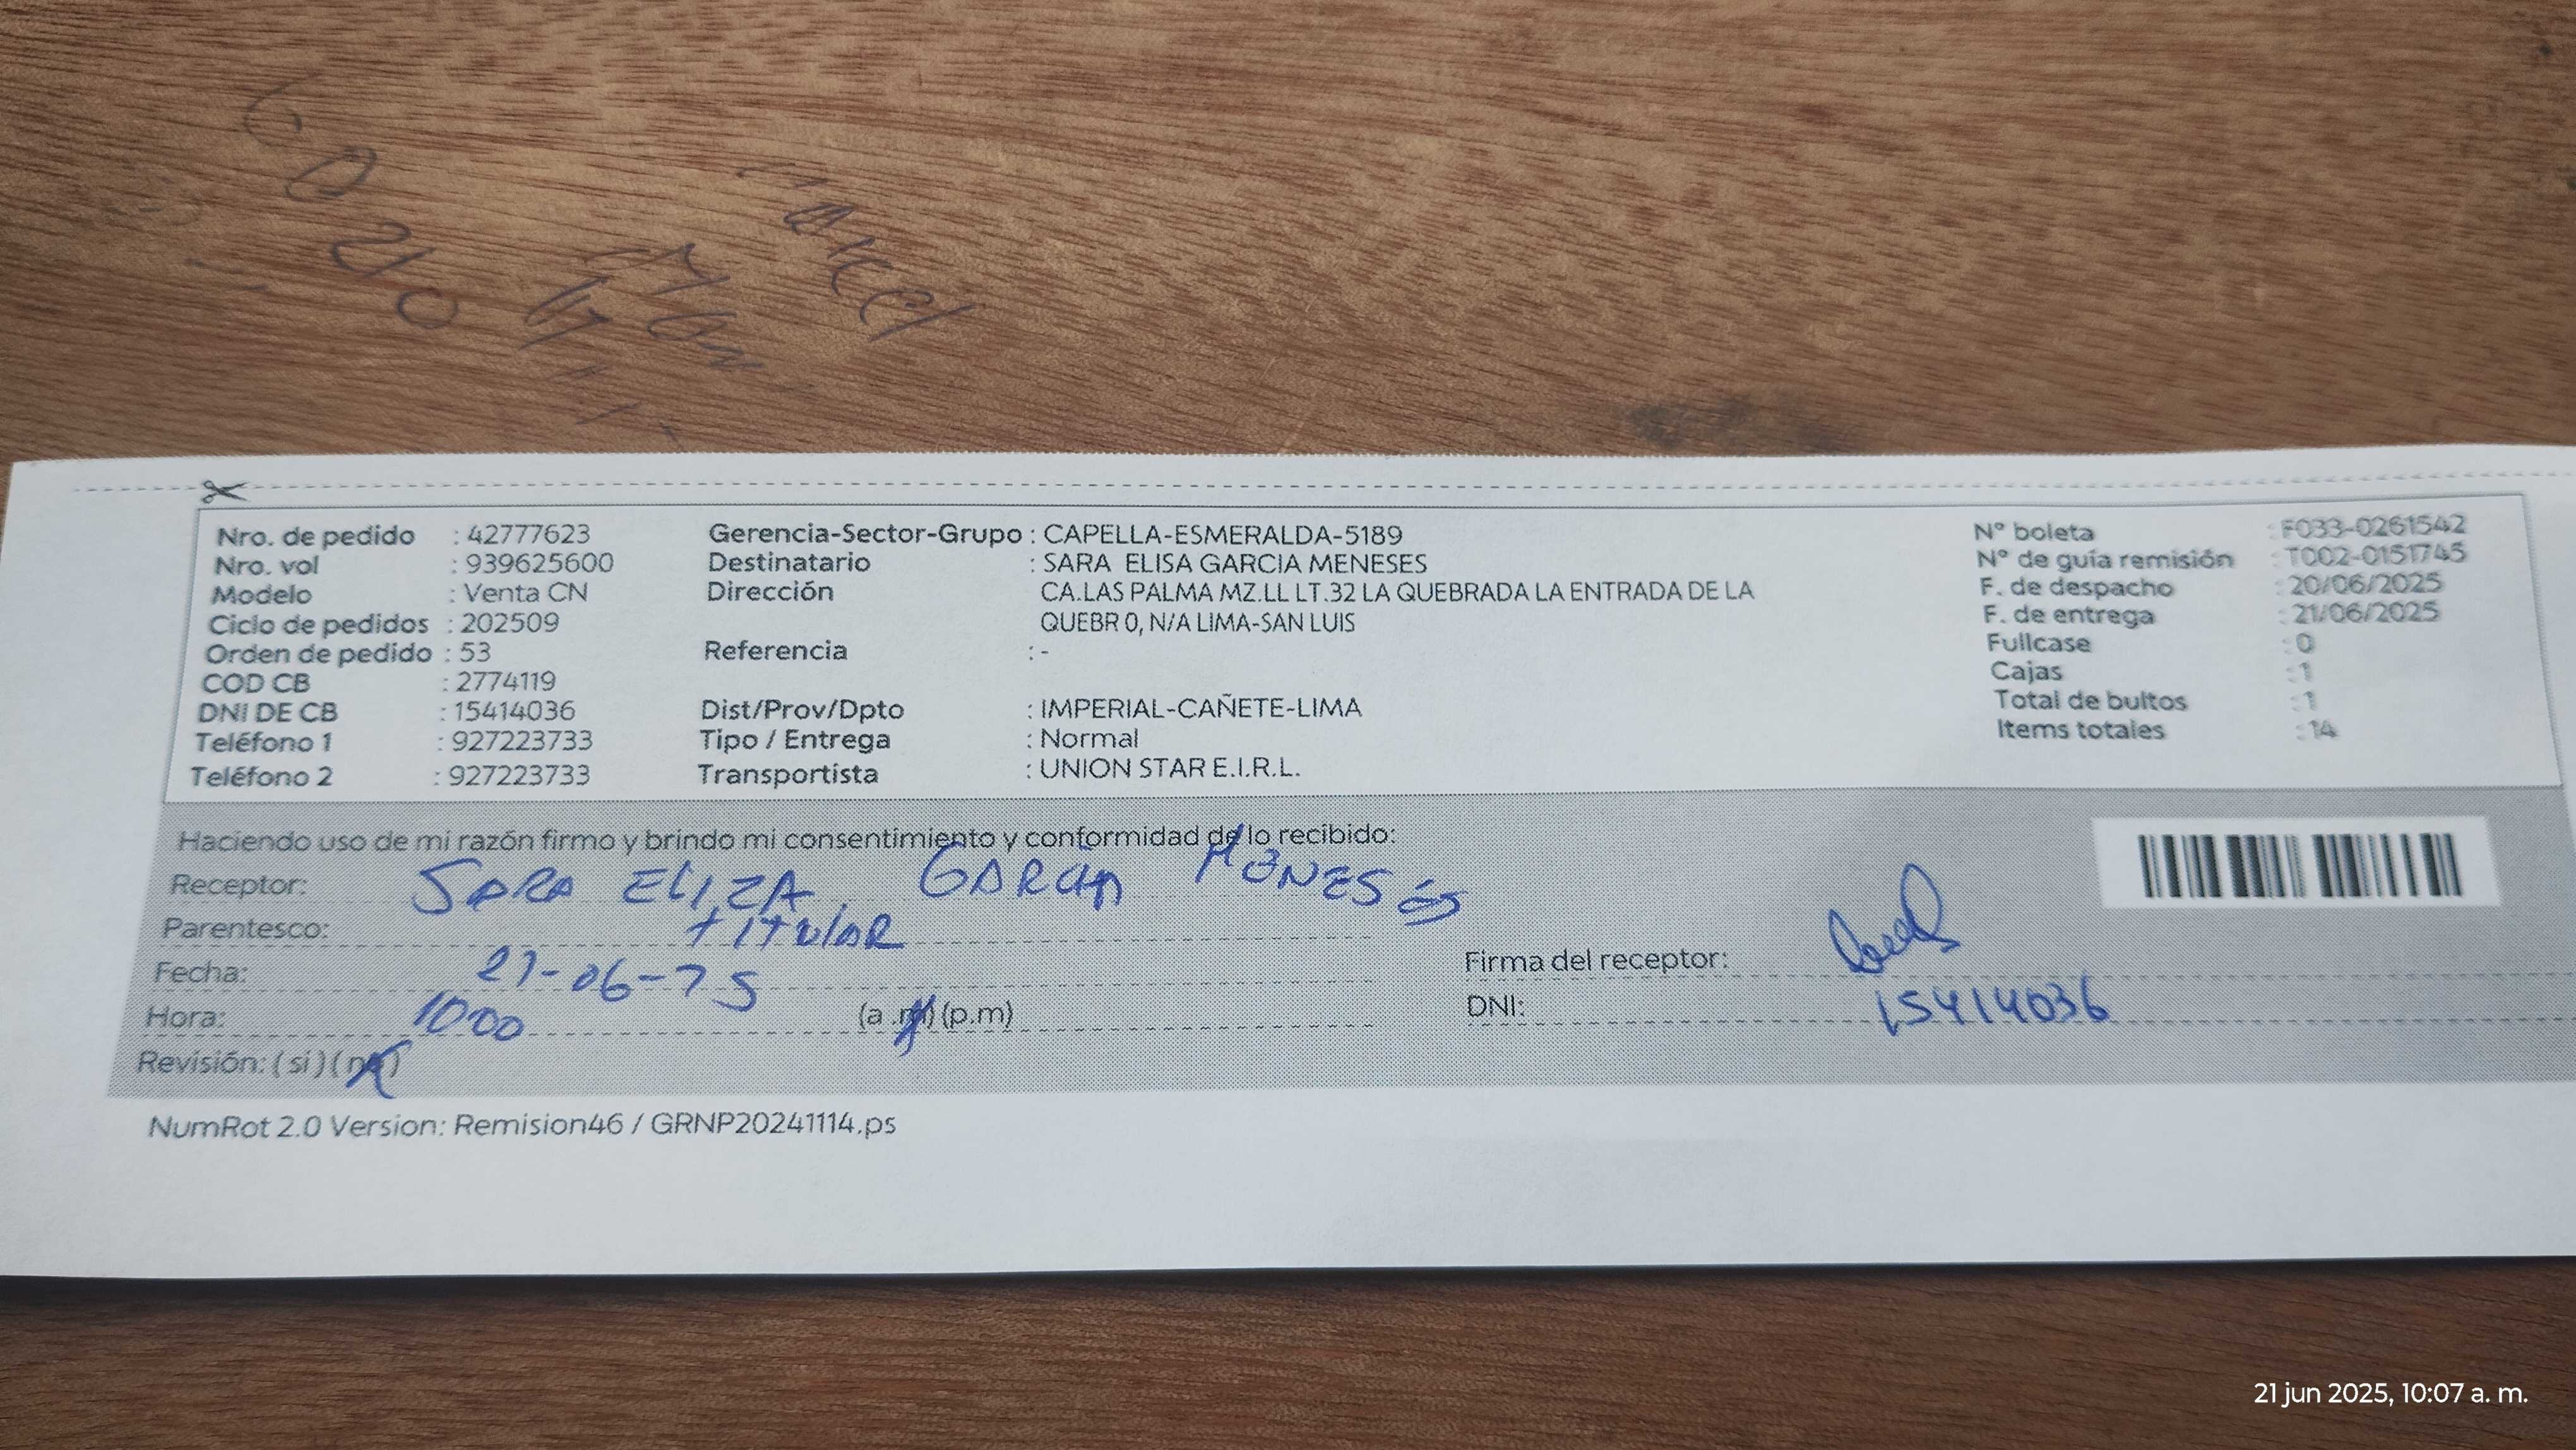 Nro. de pedido : 42777623
Nro. vol : 939625600
Modelo : Venta CN
Ciclo de pedidos : 202509
Orden de pedido : 53
COD CB : 2774119
DNI DE CB : 15414036
Teléfono 1 : 927223733
Teléfono 2 : 927223733
Gerencia-Sector-Grupo : CAPELLA-ESMERALDA-5189
Destinatario : SARA ELISA GARCIA MENESES
Dirección CA.LAS PALMA MZ.LL LT.32 LA QUEBRADA LA ENTRADA DE LA
QUEBR 0, N/A LIMA-SAN LUIS
Referencia : -
Dist/Prov/Dpto : IMPERIAL-CAÑETE-LIMA
Tipo / Entrega : Normal
Transportista : UNION STAR E.I.R.L.
N° boleta : F033-0261542
N° de guía remisión : T002-0151745
F. de despacho : 20/06/2025
F. de entrega : 21/06/2025
Fullcase : 0
Cajas : 1
Total de bultos : 1
Items totales : 14
Haciendo uso de mi razón firmo y brindo mi consentimiento y conformidad de lo recibido:
Receptor: SARA ELIZA GARCIA MENESES
Parentesco: titular
Fecha: 21-06-25
Hora: 1000 (a.m) (p.m)
Revisión: (si) (no)
Firma del receptor:
DNI: 15414036
NumRot 2.0 Version: Remision46 / GRNP20241114.ps
21 jun 2025, 10:07 a. m.